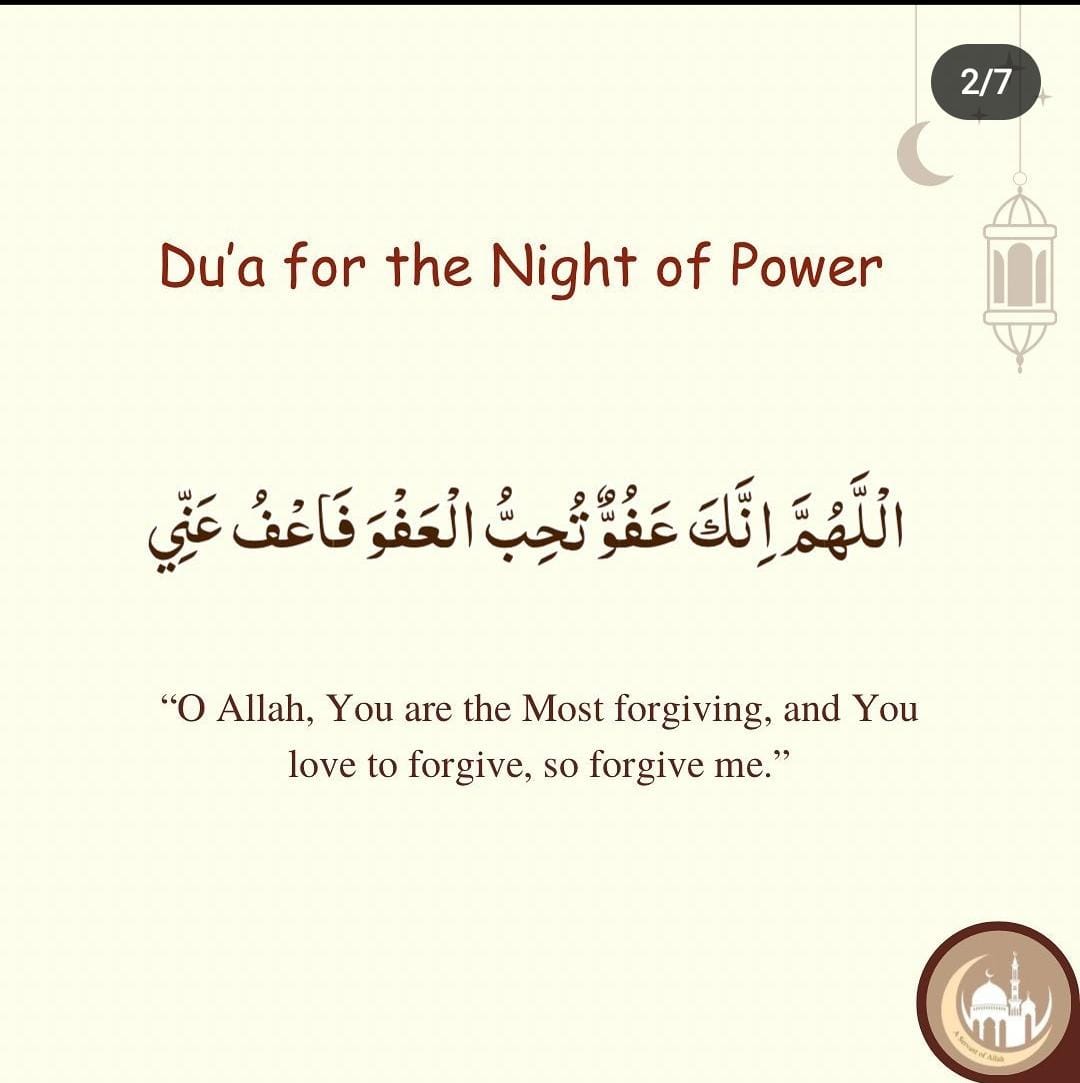 2/7
Du'a for the Night of Power
اللَّهُمَّ اِنَّكَ عَفُوٌّ تُحِبُّ الْعَفْوَ فَاعْفُ عَنِّي
“O Allah, You are the Most forgiving, and You
love to forgive, so forgive me.”
A Servant of Allah